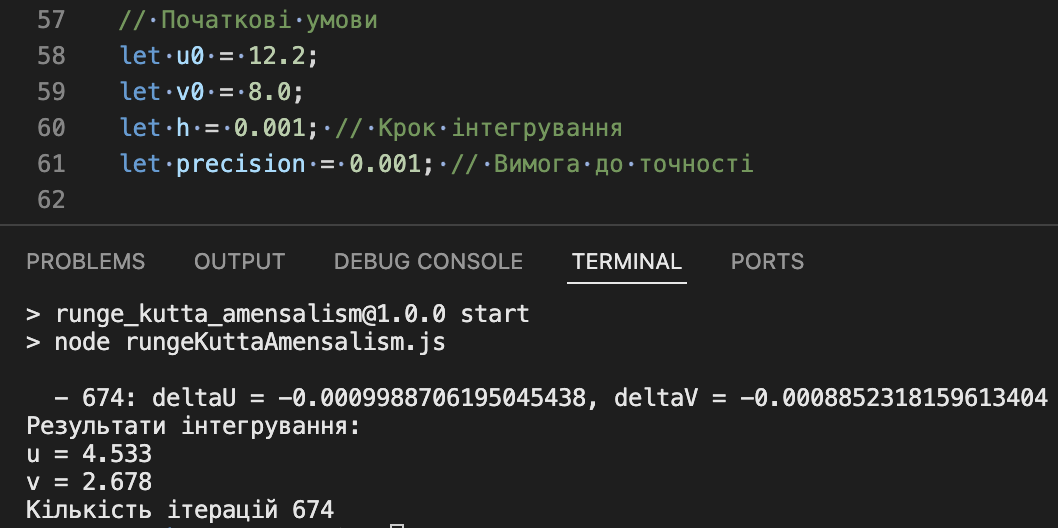 57 // Початкові умови
58 let u0 = 12.2;
59 let v0 = 8.0;
60 let h = 0.001; // Крок інтегрування
61 let precision = 0.001; // Вимога до точності
62
PROBLEMS OUTPUT DEBUG CONSOLE TERMINAL PORTS
> runge_kutta_amensalism@1.0.0 start
> node rungeKuttaAmensalism.js
- 674: deltaU = -0.0009988706195045438, deltaV = -0.0008852318159613404
Результати інтегрування:
u = 4.533
v = 2.678
Кількість ітерацій 674